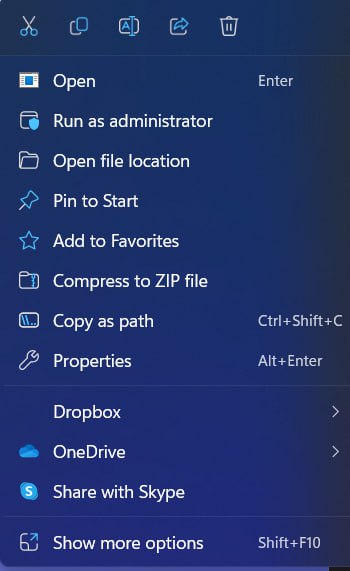 Open Enter
Run as administrator
Open file location
Pin to Start
Add to Favorites
Compress to ZIP file
Copy as path Ctrl+Shift+C
Properties Alt+Enter
Dropbox
OneDrive
Share with Skype
Show more options Shift+F10